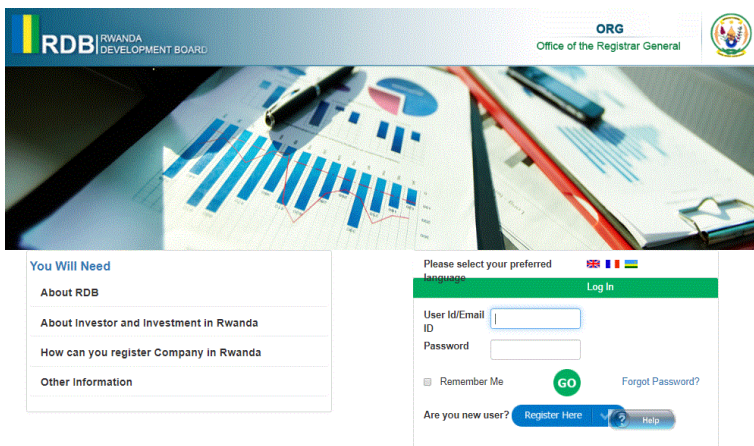 RDB RWANDA
DEVELOPMENT BOARD
ORG
Office of the Registrar General
You Will Need
About RDB
About Investor and Investment in Rwanda
How can you register Company in Rwanda
Other Information
Please select your preferred
language
Log In
User Id/Email
ID
Password
Remember Me
GO
Forgot Password?
Are you new user?
Register Here
? Help